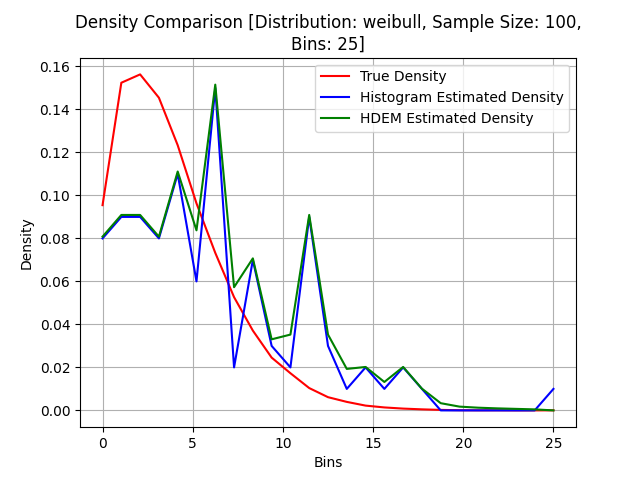 Density Comparison [Distribution: weibull, Sample Size: 100,
Bins: 25]
True Density
Histogram Estimated Density
HDEM Estimated Density
Density
0.16
0.14
0.12
0.10
0.08
0.06
0.04
0.02
0.00
0 5 10 15 20 25
Bins